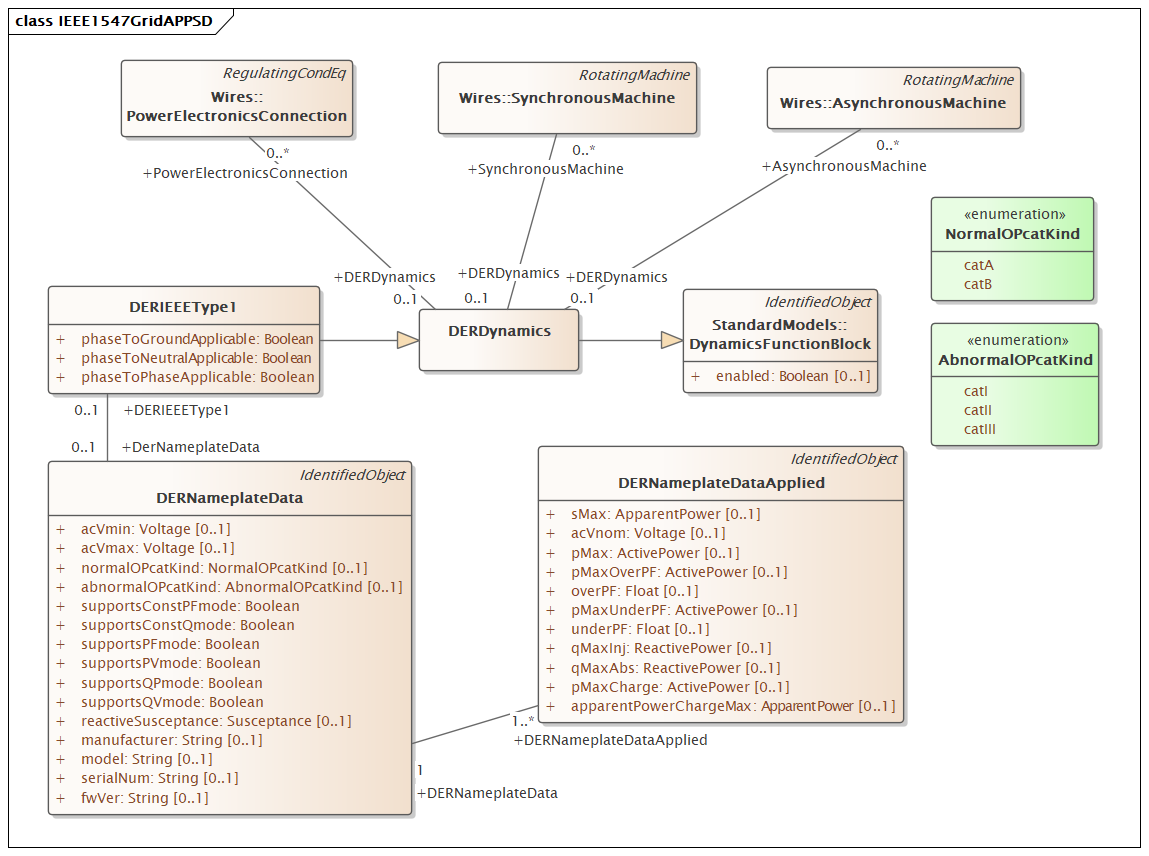 class IEEE1547GridAPPSD
RegulatingCondEq
Wires::
PowerElectronicsConnection
RotatingMachine
Wires::SynchronousMachine
RotatingMachine
Wires::AsynchronousMachine
0..*
+PowerElectronicsConnection
0..*
+SynchronousMachine
0..*
+AsynchronousMachine
«enumeration»
NormalOPcatKind
catA
catB
+DERDynamics
0..1
+DERDynamics
0..1
+DERDynamics
0..1
DERIEEEType1
+ phaseToGroundApplicable: Boolean
+ phaseToNeutralApplicable: Boolean
+ phaseToPhaseApplicable: Boolean
DERDynamics
IdentifiedObject
StandardModels::
DynamicsFunctionBlock
+ enabled: Boolean [0..1]
«enumeration»
AbnormalOPcatKind
catI
catII
catIII
0..1 +DERIEEEType1
0..1 +DerNameplateData
IdentifiedObject
DERNameplateData
+ acVmin: Voltage [0..1]
+ acVmax: Voltage [0..1]
+ normalOPcatKind: NormalOPcatKind [0..1]
+ abnormalOPcatKind: AbnormalOPcatKind [0..1]
+ supportsConstPFmode: Boolean
+ supportsConstQmode: Boolean
+ supportsPFmode: Boolean
+ supportsPVmode: Boolean
+ supportsQPmode: Boolean
+ supportsQVmode: Boolean
+ reactiveSusceptance: Susceptance [0..1]
+ manufacturer: String [0..1]
+ model: String [0..1]
+ serialNum: String [0..1]
+ fwVer: String [0..1]
IdentifiedObject
DERNameplateDataApplied
+ sMax: ApparentPower [0..1]
+ acVnom: Voltage [0..1]
+ pMax: ActivePower [0..1]
+ pMaxOverPF: ActivePower [0..1]
+ overPF: Float [0..1]
+ pMaxUnderPF: ActivePower [0..1]
+ underPF: Float [0..1]
+ qMaxInj: ReactivePower [0..1]
+ qMaxAbs: ReactivePower [0..1]
+ pMaxCharge: ActivePower [0..1]
+ apparentPowerChargeMax: ApparentPower [0..1]
1..*
+DERNameplateDataApplied
1
+DERNameplateData